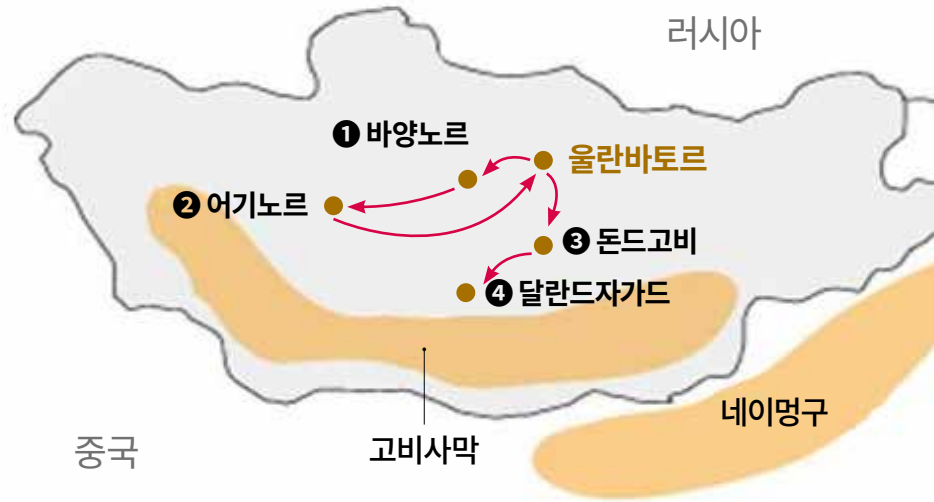 러시아
❶ 바양노르
울란바토르
❷ 어기노르
❸ 돈드고비
❹ 달란드자가드
네이멍구
중국
고비사막